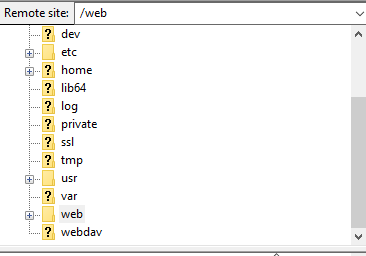 Remote site: /web
dev
etc
home
lib64
log
private
ssl
tmp
usr
var
web
webdav